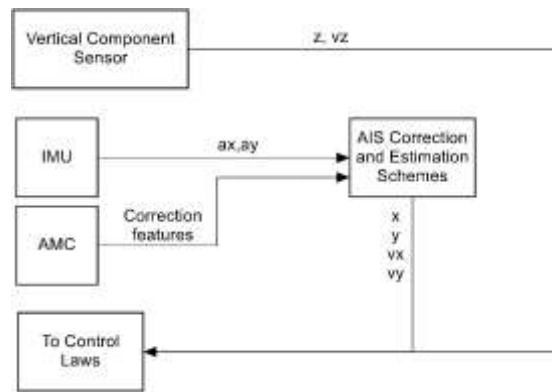 Vertical Component
Sensor
z, vz
IMU
ax,ay
AIS Correction
and Estimation
Schemes
AMC
Correction
features
x
y
vx
vy
To Control
Laws